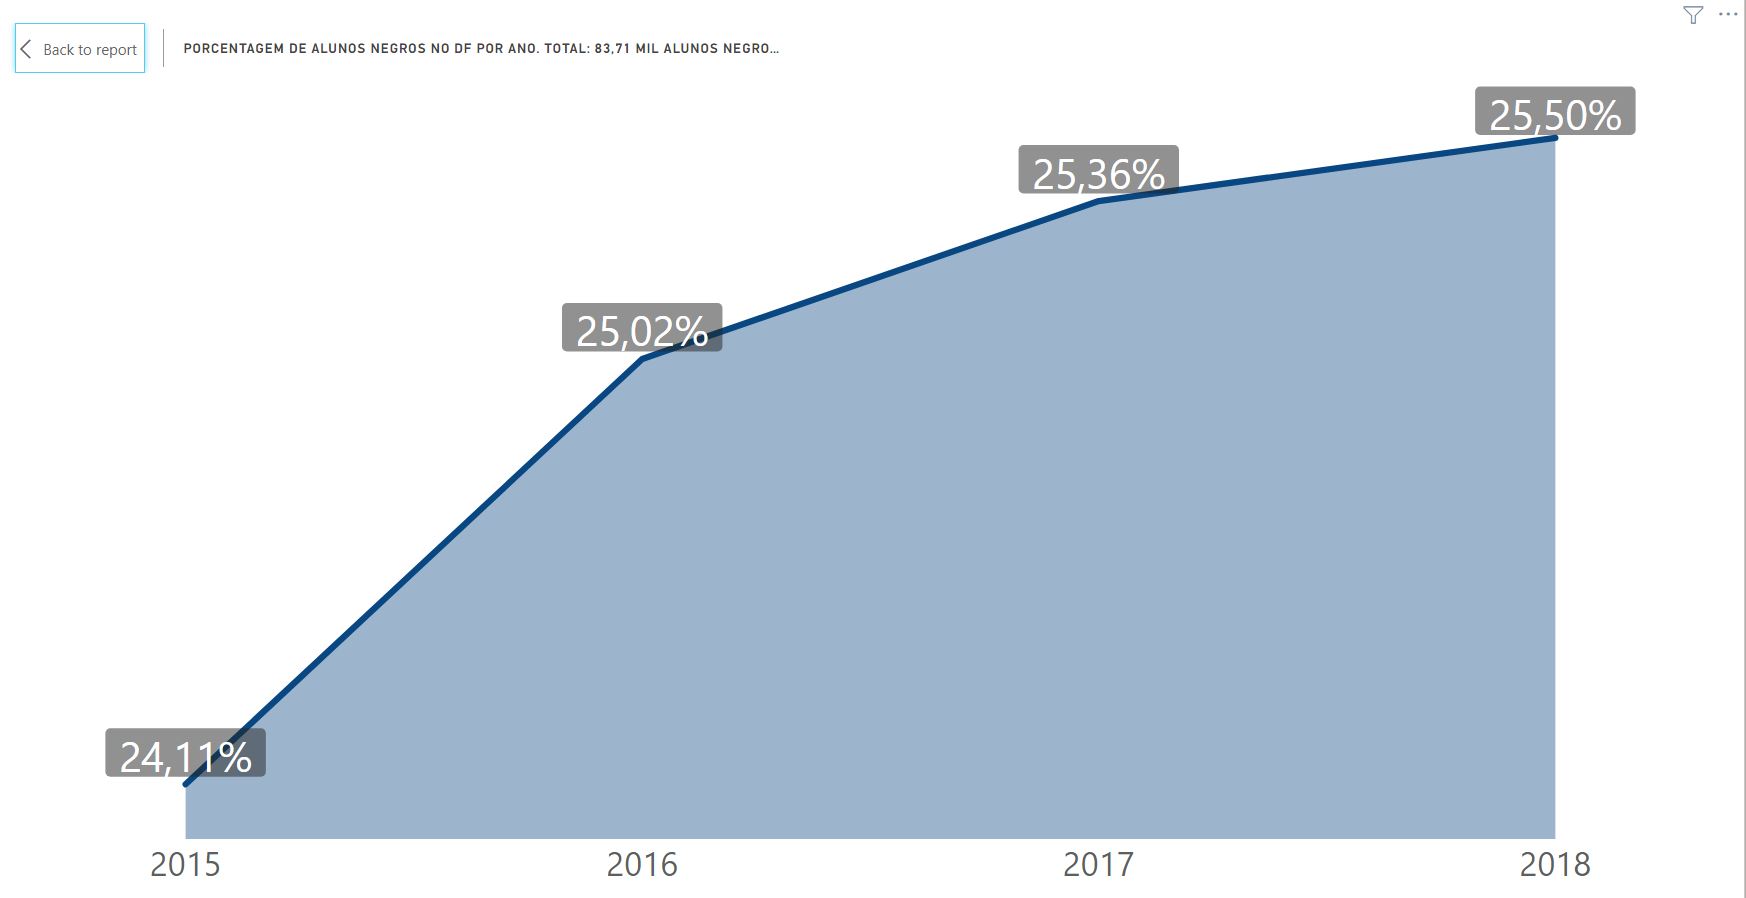 Back to report
PORCENTAGEM DE ALUNOS NEGROS NO DF POR ANO. TOTAL: 83,71 MIL ALUNOS NEGRO...
25,50%
25,36%
25,02%
24,11%
2015 2016 2017 2018